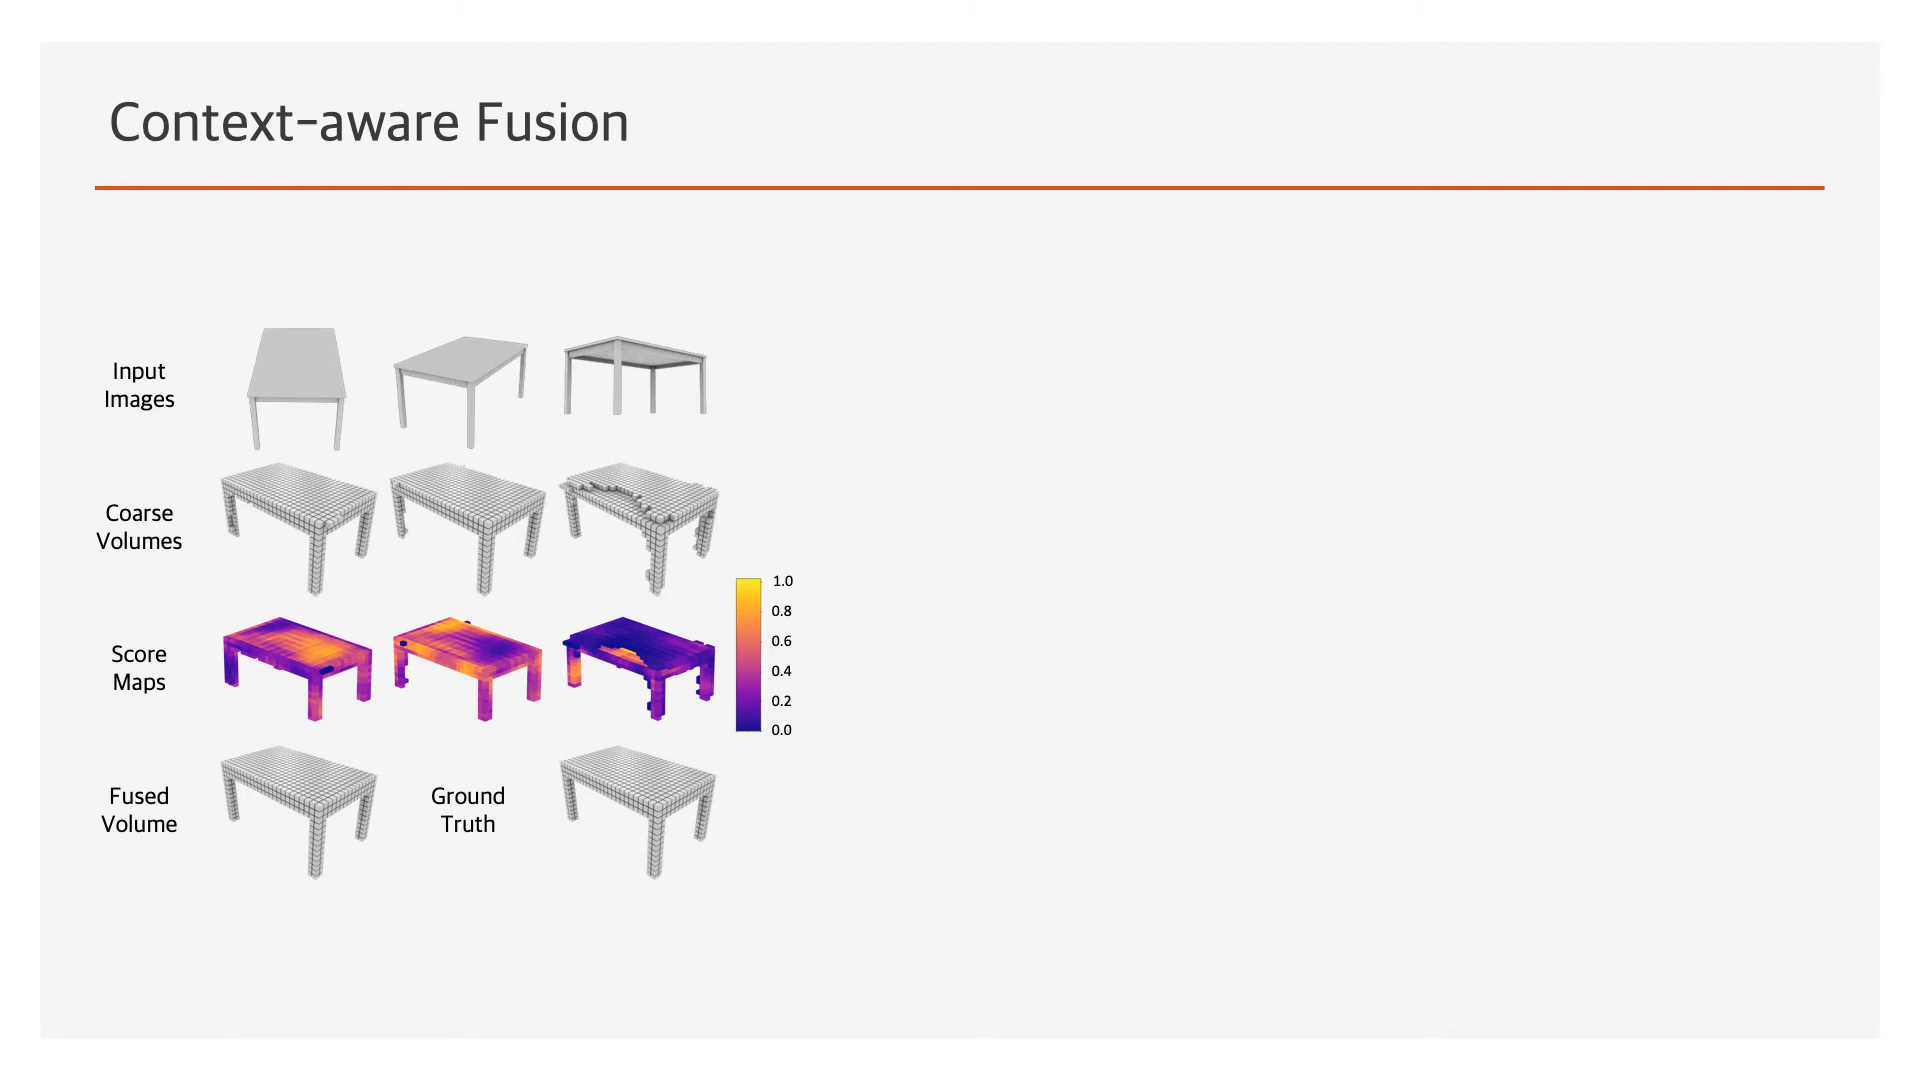 Context-aware Fusion
Input
Images
Coarse
Volumes
Score
Maps
1.0
0.8
0.6
0.4
0.2
0.0
Fused
Volume
Ground
Truth